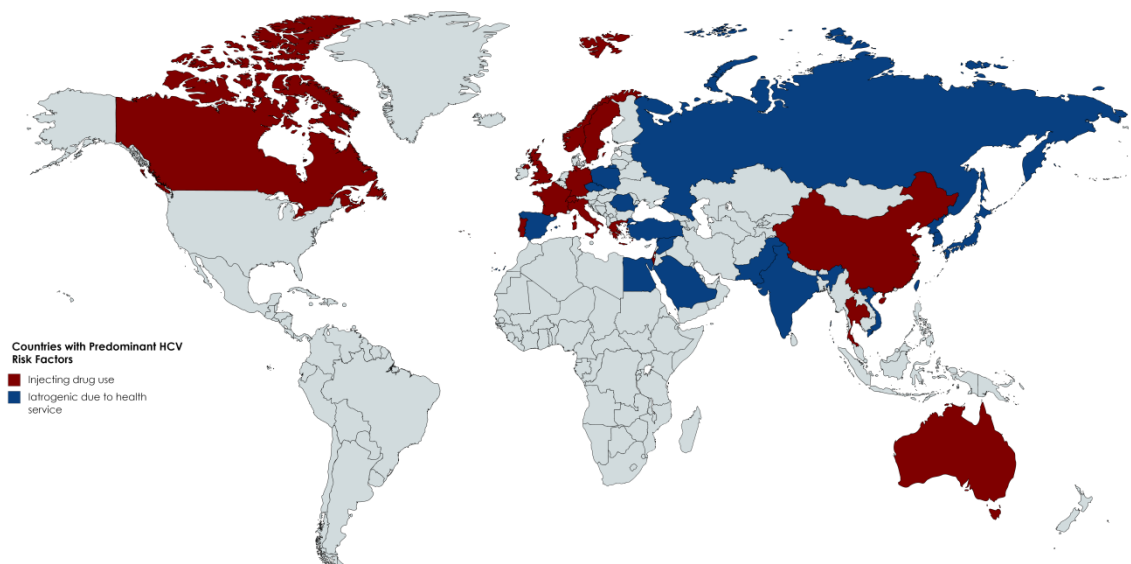 Countries with Predominant HCV
Risk Factors
Injecting drug use
Iatrogenic due to health
service